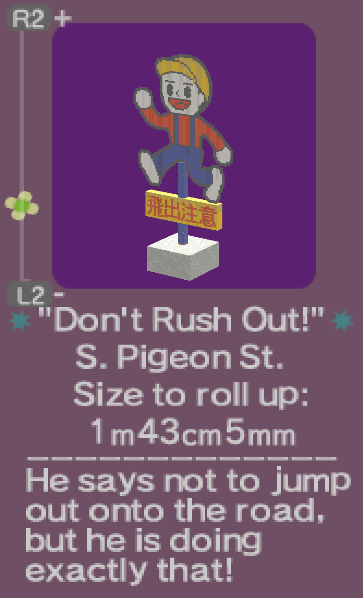 R2 +
飛出注意
L2 -
"Don't Rush Out!"
S. Pigeon St.
Size to roll up:
1m43cm5mm
He says not to jump
out onto the road,
but he is doing
exactly that!